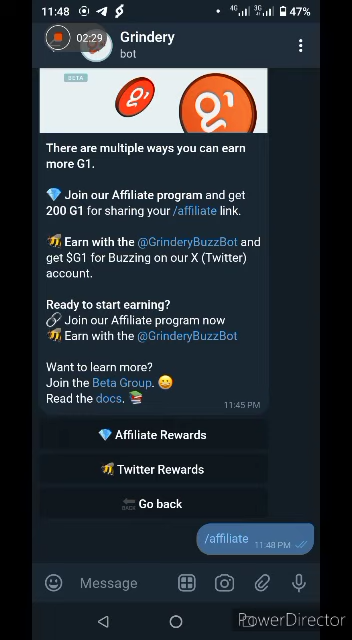 11:48
4G
3G
47%
02:29
Grindery
bot
BETA
There are multiple ways you can earn
more G1.
💎 Join our Affiliate program and get
200 G1 for sharing your /affiliate link.
🐝 Earn with the @GrinderyBuzzBot and
get $G1 for Buzzing on our X (Twitter)
account.
Ready to start earning?
🔗 Join our Affiliate program now
🐝 Earn with the @GrinderyBuzzBot
Want to learn more?
Join the Beta Group. 😀
Read the docs. 📚
11:45 PM
💎 Affiliate Rewards
🐝 Twitter Rewards
🔙 Go back
/affiliate
11:48 PM
Message
PowerDirector